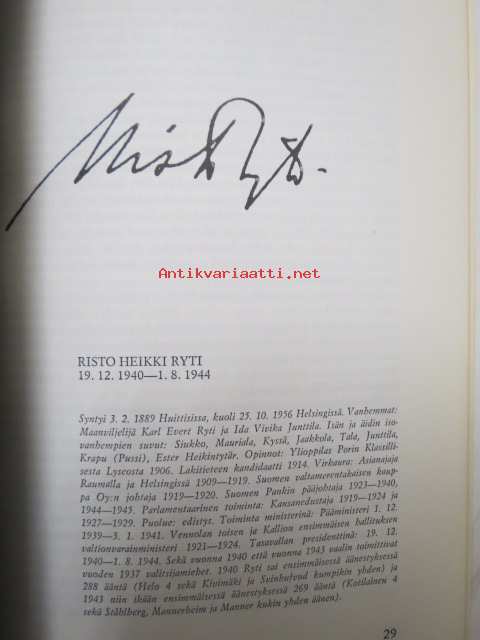 Risto Ryti.
Antikvariaatti.net
RISTO HEIKKI RYTI
19. 12. 1940—1. 8. 1944
Syntyi 3. 2. 1889 Huittisissa, kuoli 25. 10. 1956 Helsingissä. Vanhemmat:
Maanviljelijä Karl Evert Ryti ja Ida Vivika Junttila. Isän ja äidin iso-
vanhempien suvut: Siukko, Mauriala, Kyssä, Jaakkola, Tala, Junttila,
Krapu (Pussi), Ester Heikintytär. Opinnot: Ylioppilas Porin Klassilli-
sesta Lyseosta 1906. Lakitieteen kandidaatti 1914. Virkaura: Asianajaja
Raumalla ja Helsingissä 1909—1919. Suomen valtamerentakaisen kaup-
pa Oy:n johtaja 1919—1920. Suomen Pankin pääjohtaja 1923—1940,
1944—1945. Parlamentaarinen toiminta: Kansanedustaja 1919—1924 ja
1927—1929. Puolue: edistys. Toiminta ministerinä: Pääministeri 1. 12.
1939—3. 1. 1941. Vennolan toisen ja Kallion ensimmäisen hallituksen
valtionvarainministeri 1921—1924. Tasavallan presidenttinä: 19. 12.
1940—1. 8. 1944. Sekä vuonna 1940 että vuonna 1943 vaalin toimittivat
vuoden 1937 valitsijamiehet. 1940 Ryti sai ensimmäisessä äänestyksessä
288 ääntä (Helo 4 sekä Kivimäki ja Svinhufvud kumpikin yhden) ja
1943 niin ikään ensimmäisessä äänestyksessä 269 ääntä (Kotilainen 4
sekä Ståhlberg, Mannerheim ja Manner kukin yhden äänen).
29